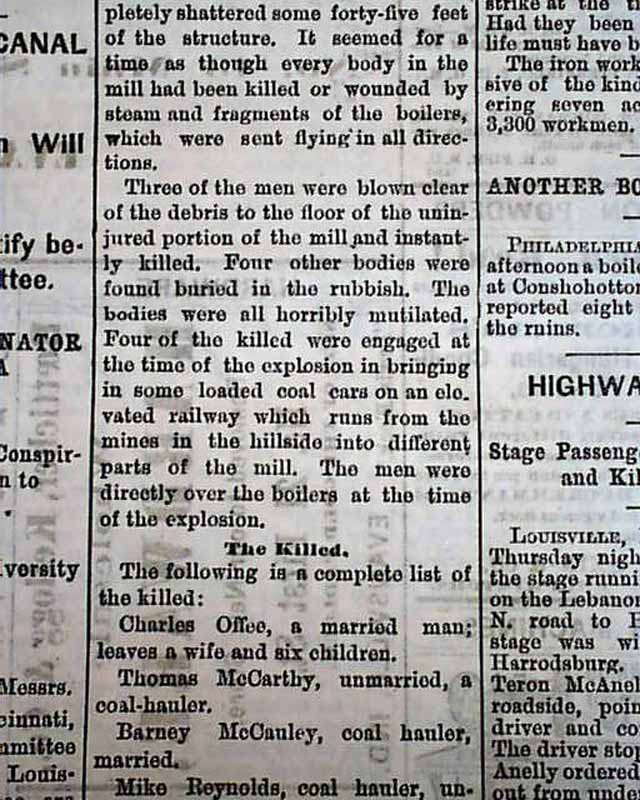 CANAL
n Will
tify be-
ttee.
NATOR
A
Conspir-
n to
iversity
Messrs.
cinnati,
mmittee
Louis-
pletely shattered some forty-five feet
of the structure. It seemed for a
time as though every body in the
mill had been killed or wounded by
steam and fragments of the boilers,
which were sent flying in all direc-
tions.
Three of the men were blown clear
of the debris to the floor of the unin-
jured portion of the mill and instant-
ly killed. Four other bodies were
found buried in the rubbish. The
bodies were all horribly mutilated.
Four of the killed were engaged at
the time of the explosion in bringing
in some loaded coal cars on an ele-
vated railway which runs from the
mines in the hillside into different
parts of the mill. The men were
directly over the boilers at the time
of the explosion.
The Killed.
The following is a complete list of
the killed:
Charles Offee, a married man;
leaves a wife and six children.
Thomas McCarthy, unmarried, a
coal-hauler.
Barney McCauley, coal hauler,
married.
Mike Reynolds, coal hauler, un-
strike at the ti
Had they been
life must have b
The iron work
sive of the kind
ering seven ac
3,300 workmen.
ANOTHER BO
PHILADELPHIA
afternoon a boile
at Conshohotton
reported eight
the ruins.
HIGHWA
Stage Passenge
and Kil
LOUISVILLE,
Thursday nigh
the stage runni
on the Lebanon
N. road to H
stage was wi
Harrodsburg.
Teron McAnel
roadside, poin
driver and co
The driver stop
Anelly ordered
out from under